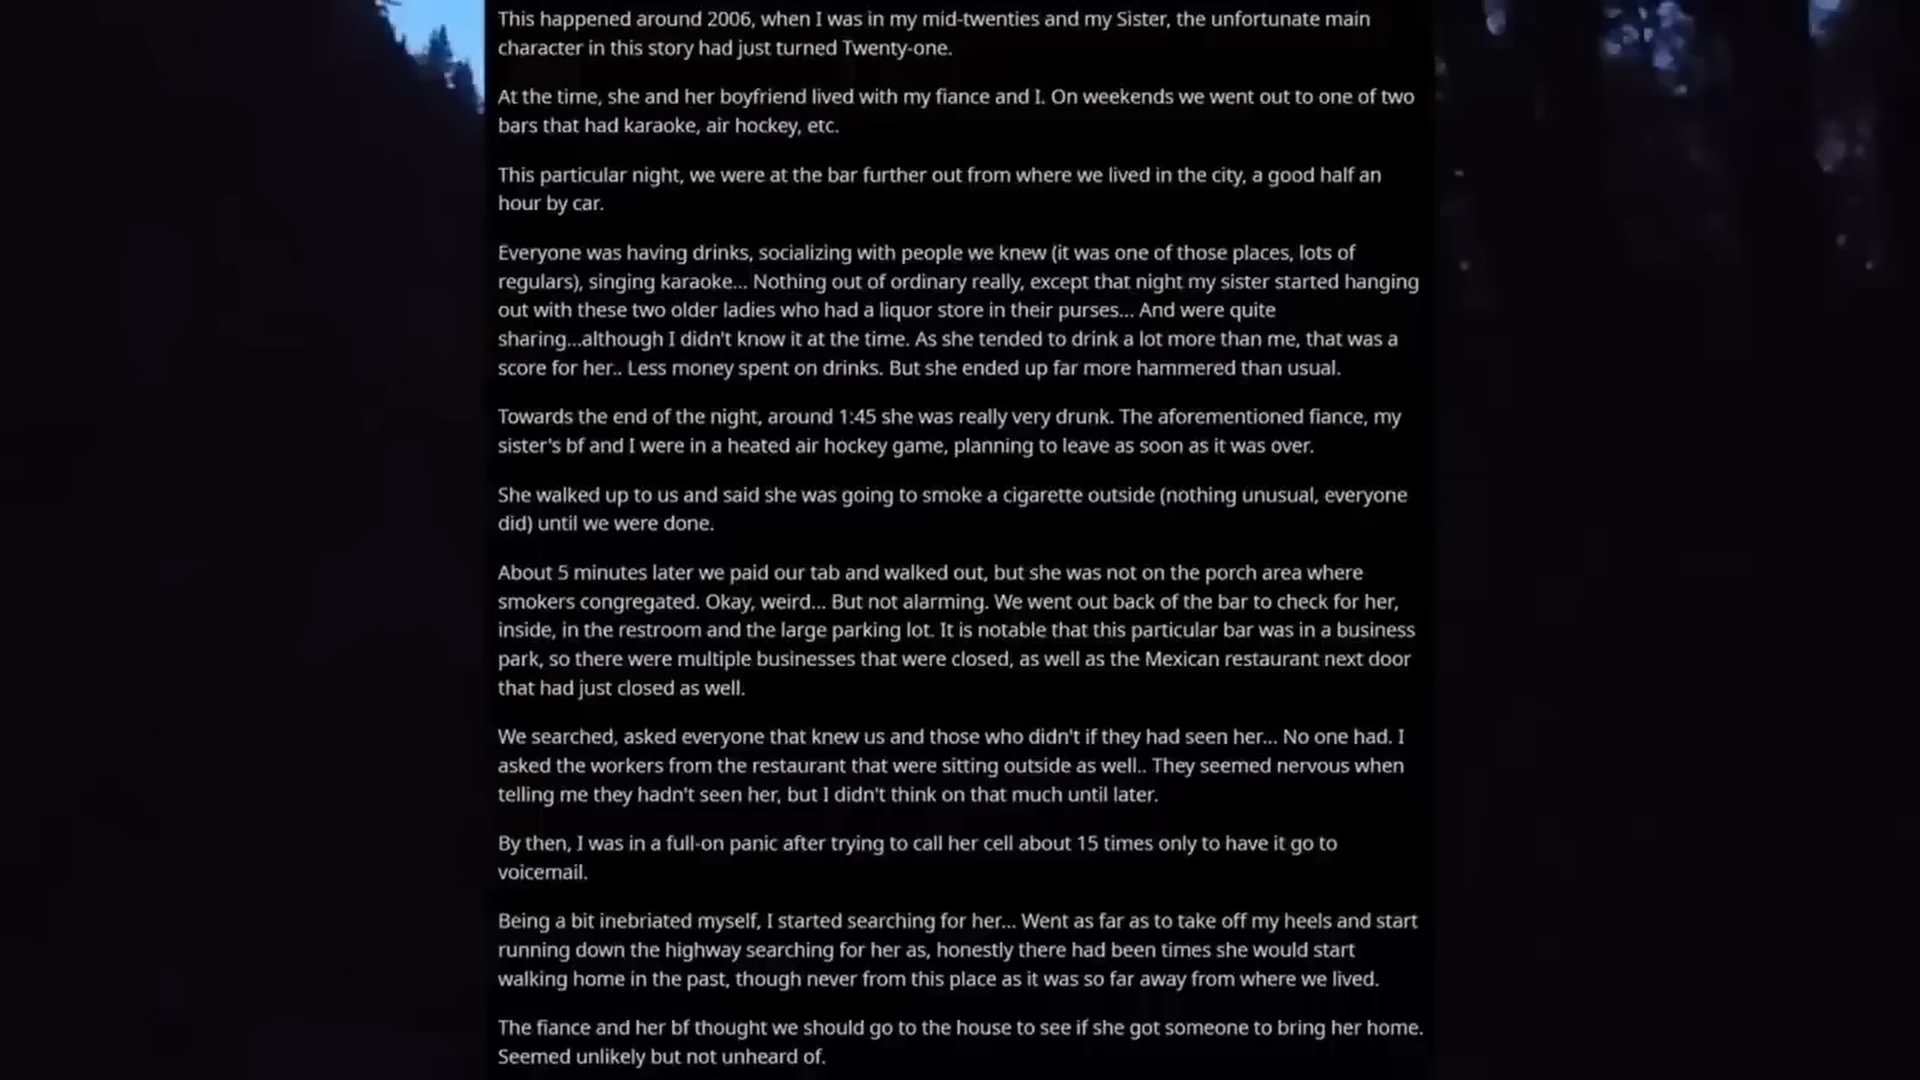 This happened around 2006, when I was in my mid-twenties and my Sister, the unfortunate main
character in this story had just turned Twenty-one.
At the time, she and her boyfriend lived with my fiance and I. On weekends we went out to one of two
bars that had karaoke, air hockey, etc.
This particular night, we were at the bar further out from where we lived in the city, a good half an
hour by car.
Everyone was having drinks, socializing with people we knew (it was one of those places, lots of
regulars), singing karaoke... Nothing out of ordinary really, except that night my sister started hanging
out with these two older ladies who had a liquor store in their purses... And were quite
sharing...although I didn't know it at the time. As she tended to drink a lot more than me, that was a
score for her.. Less money spent on drinks. But she ended up far more hammered than usual.
Towards the end of the night, around 1:45 she was really very drunk. The aforementioned fiance, my
sister's bf and I were in a heated air hockey game, planning to leave as soon as it was over.
She walked up to us and said she was going to smoke a cigarette outside (nothing unusual, everyone
did) until we were done.
About 5 minutes later we paid our tab and walked out, but she was not on the porch area where
smokers congregated. Okay, weird... But not alarming. We went out back of the bar to check for her,
inside, in the restroom and the large parking lot. It is notable that this particular bar was in a business
park, so there were multiple businesses that were closed, as well as the Mexican restaurant next door
that had just closed as well.
We searched, asked everyone that knew us and those who didn't if they had seen her... No one had. I
asked the workers from the restaurant that were sitting outside as well.. They seemed nervous when
telling me they hadn't seen her, but I didn't think on that much until later.
By then, I was in a full-on panic after trying to call her cell about 15 times only to have it go to
voicemail.
Being a bit inebriated myself, I started searching for her... Went as far as to take off my heels and start
running down the highway searching for her as, honestly there had been times she would start
walking home in the past, though never from this place as it was so far away from where we lived.
The fiance and her bf thought we should go to the house to see if she got someone to bring her home.
Seemed unlikely but not unheard of.